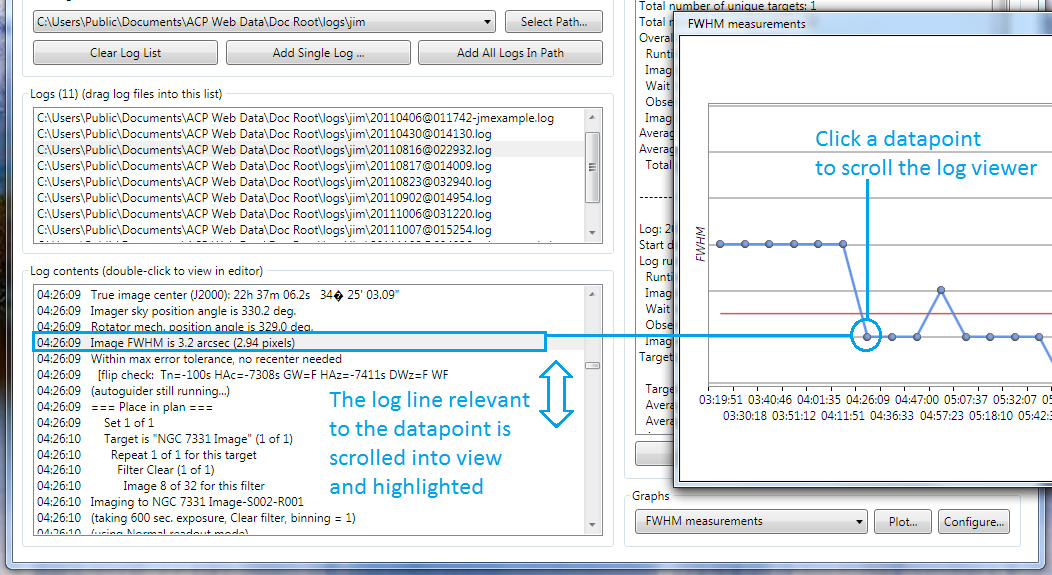 C:\Users\Public\Documents\ACP Web Data\Doc Root\logs\jim
Select Path...
Clear Log List
Add Single Log ...
Add All Logs In Path
Logs (11) (drag log files into this list)
C:\Users\Public\Documents\ACP Web Data\Doc Root\logs\jim\20110406@011742-jmexample.log
C:\Users\Public\Documents\ACP Web Data\Doc Root\logs\jim\20110430@014130.log
C:\Users\Public\Documents\ACP Web Data\Doc Root\logs\jim\20110816@022932.log
C:\Users\Public\Documents\ACP Web Data\Doc Root\logs\jim\20110817@014009.log
C:\Users\Public\Documents\ACP Web Data\Doc Root\logs\jim\20110823@032940.log
C:\Users\Public\Documents\ACP Web Data\Doc Root\logs\jim\20110902@014954.log
C:\Users\Public\Documents\ACP Web Data\Doc Root\logs\jim\20111006@031220.log
C:\Users\Public\Documents\ACP Web Data\Doc Root\logs\jim\20111007@015254.log
Log contents (double-click to view in editor)
04:26:09 True image center (J2000): 22h 37m 06.2s 34� 25' 03.09"
04:26:09 Imager sky position angle is 330.2 deg.
04:26:09 Rotator mech. position angle is 329.0 deg.
04:26:09 Image FWHM is 3.2 arcsec (2.94 pixels)
04:26:09 Within max error tolerance, no recenter needed
04:26:09 [flip check: Tn=-100s HAc=-7308s GW=F HAz=-7411s DWz=F WF
04:26:09 (autoguider still running...)
04:26:09 === Place in plan ===
04:26:09 Set 1 of 1
04:26:10 Target is "NGC 7331 Image" (1 of 1)
04:26:10 Repeat 1 of 1 for this target
04:26:10 Filter Clear (1 of 1)
04:26:10 Image 8 of 32 for this filter
04:26:10 Imaging to NGC 7331 Image-S002-R001
04:26:10 (taking 600 sec. exposure, Clear filter, binning = 1)
04:26:10 (using Normal readout mode)
The log line relevant
to the datapoint is
scrolled into view
and highlighted
Total number of unique targets: 1
Total
Overal
Runti
Imag
Wait
Obse
Imag
Averag
Averag
Total
--------
Log: 20
Start d
Log ru
Runti
Imag
Wait
Obse
Imag
Target
Targe
Avera
Avera
FWHM measurements
Click a datapoint
to scroll the log viewer
FWHM
03:19:51 03:40:46 04:01:35 04:26:09 04:47:00 05:07:37 05:32:07 05
03:30:18 03:51:12 04:11:51 04:36:33 04:57:23 05:18:10 05:42:3
Graphs
FWHM measurements
Plot...
Configure...